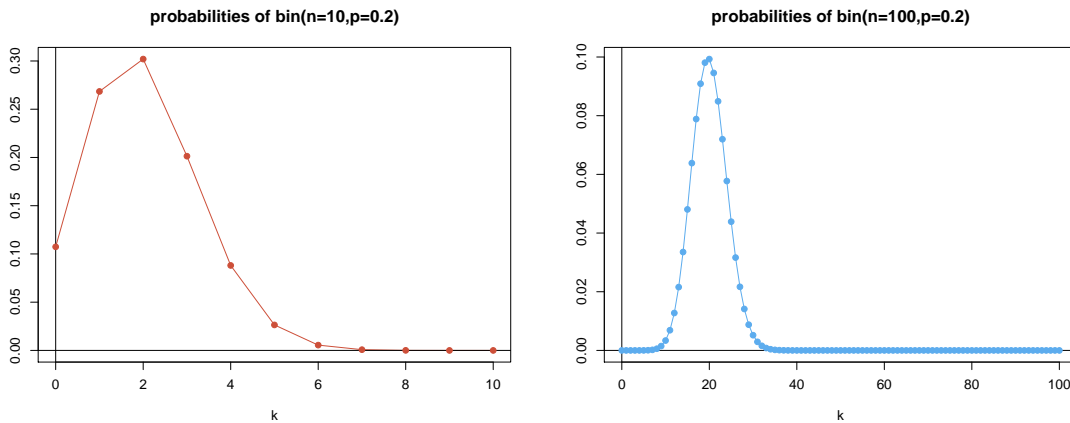 probabilities of bin(n=10,p=0.2)
0.30
0.25
0.20
0.15
0.10
0.05
0.00
0 2 4 6 8 10
k
probabilities of bin(n=100,p=0.2)
0.10
0.08
0.06
0.04
0.02
0.00
0 20 40 60 80 100
k